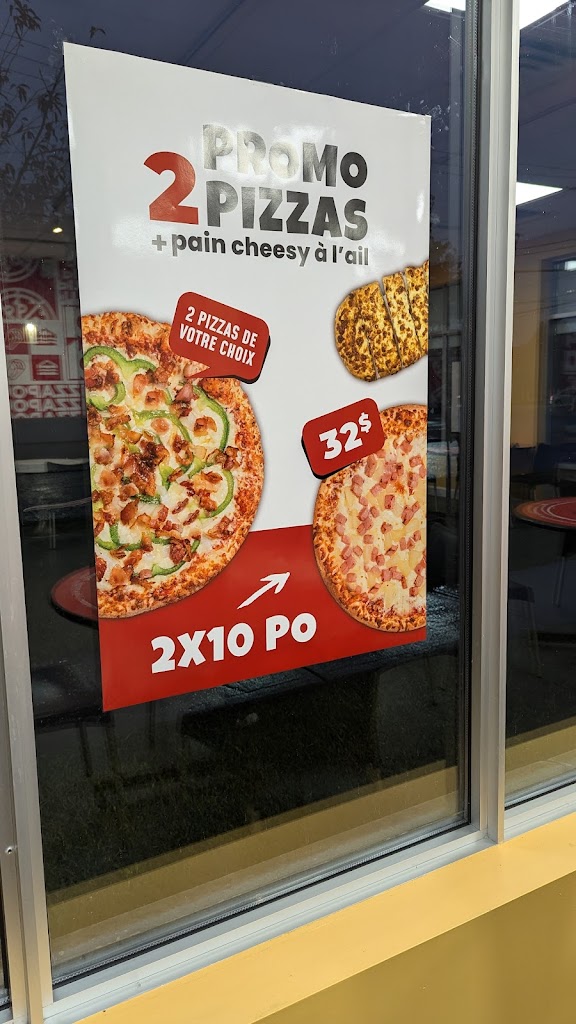 PROMO
2 PIZZAS
+ pain cheesy à l'ail
2 PIZZAS DE
VOTRE CHOIX
32$
2X10 PO